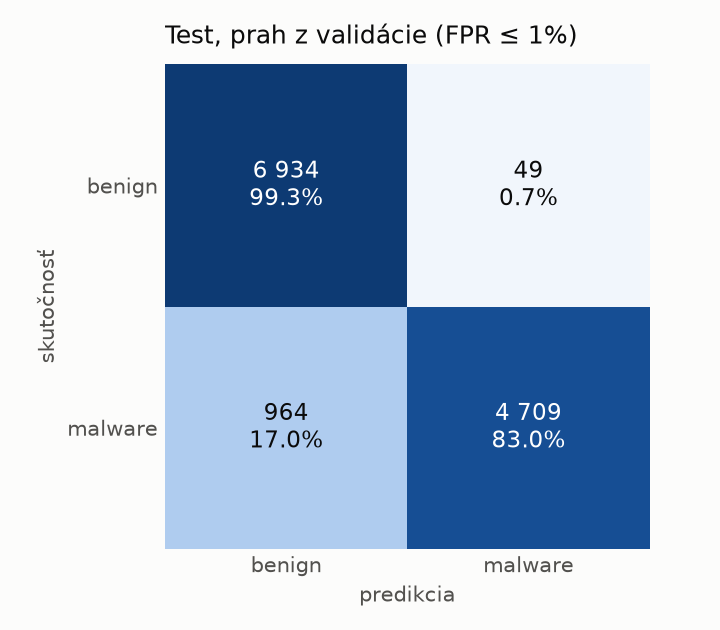 Test, prah z validácie (FPR ≤ 1%)
benign
6 934
99.3%
49
0.7%
skutočnosť
malware
964
17.0%
4 709
83.0%
benign
malware
predikcia